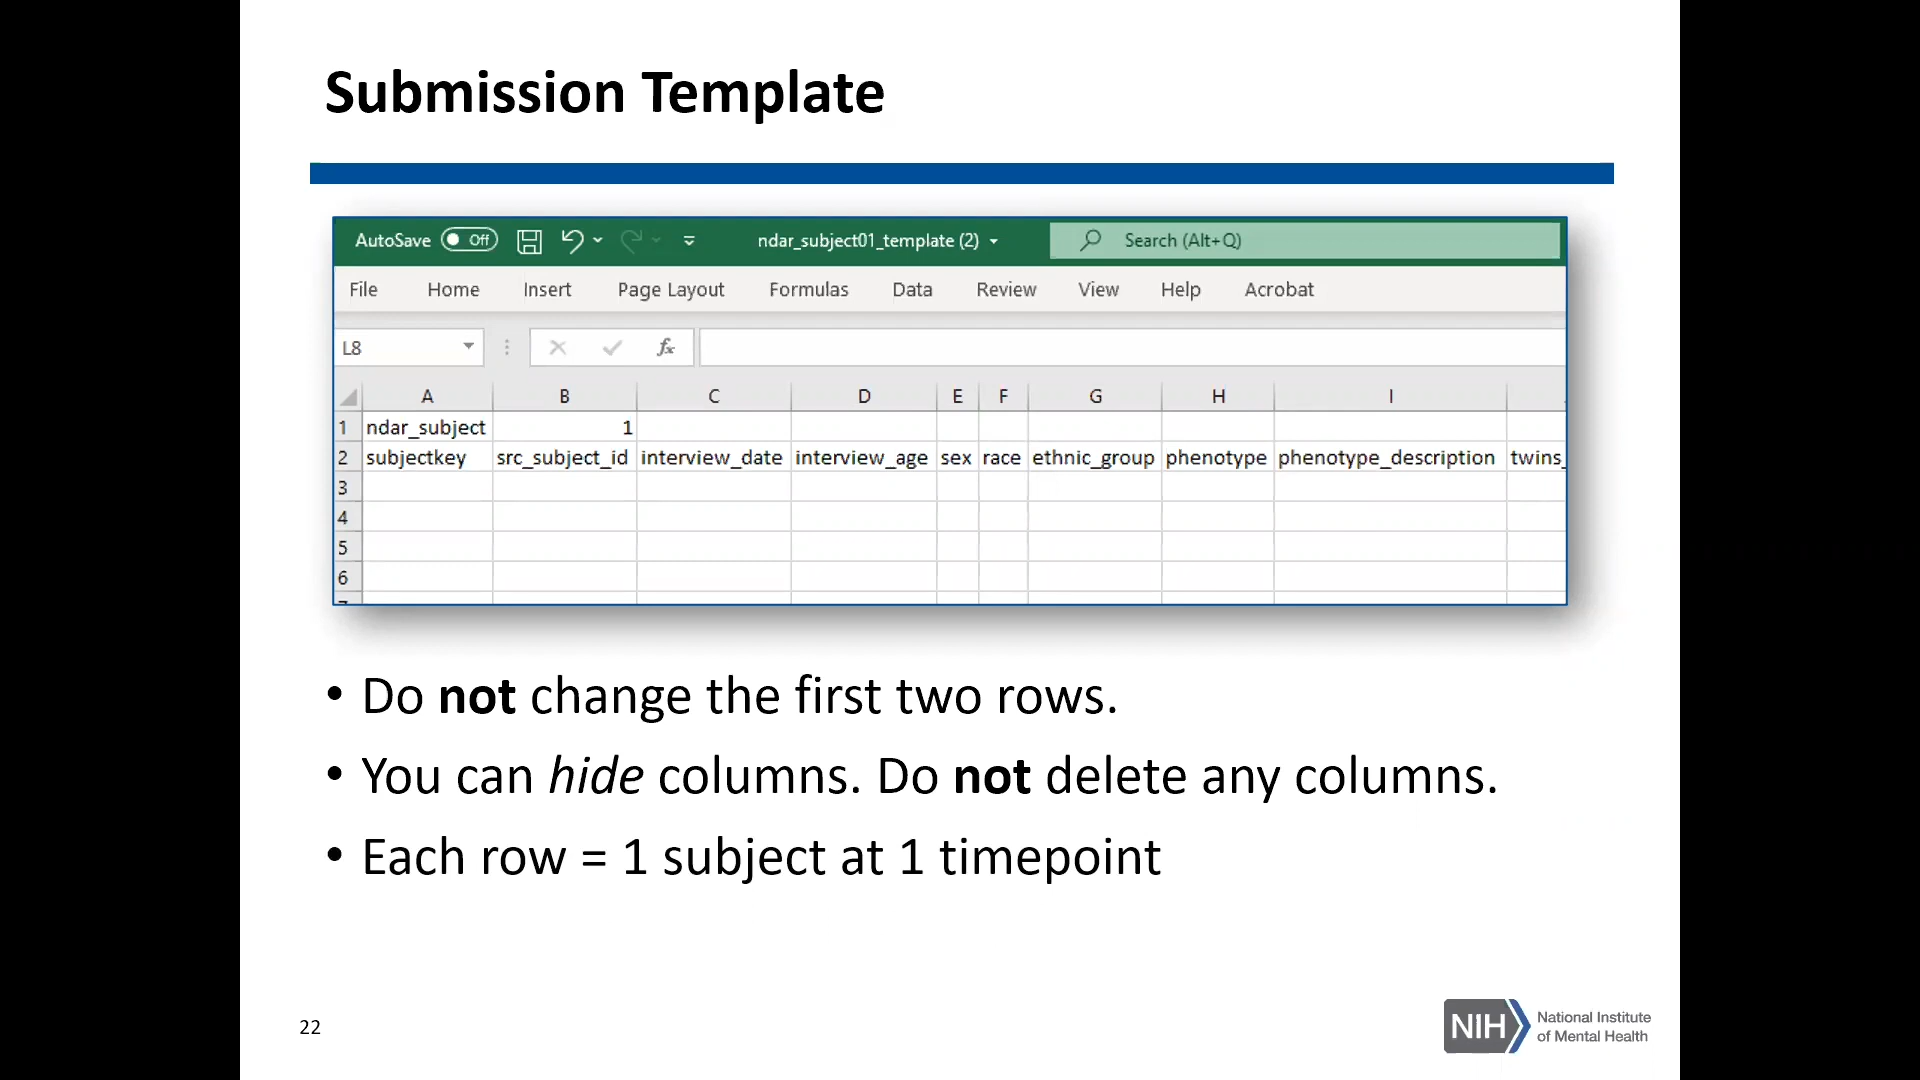 Submission Template
AutoSave Off ndar_subject01_template (2) Search (Alt+Q)
File Home Insert Page Layout Formulas Data Review View Help Acrobat
L8 fx
A B C D E F G H I
1 ndar_subject 1
2 subjectkey src_subject_id interview_date interview_age sex race ethnic_group phenotype phenotype_description twins_
3
4
5
6
• Do not change the first two rows.
• You can hide columns. Do not delete any columns.
• Each row = 1 subject at 1 timepoint
22
NIH National Institute
of Mental Health